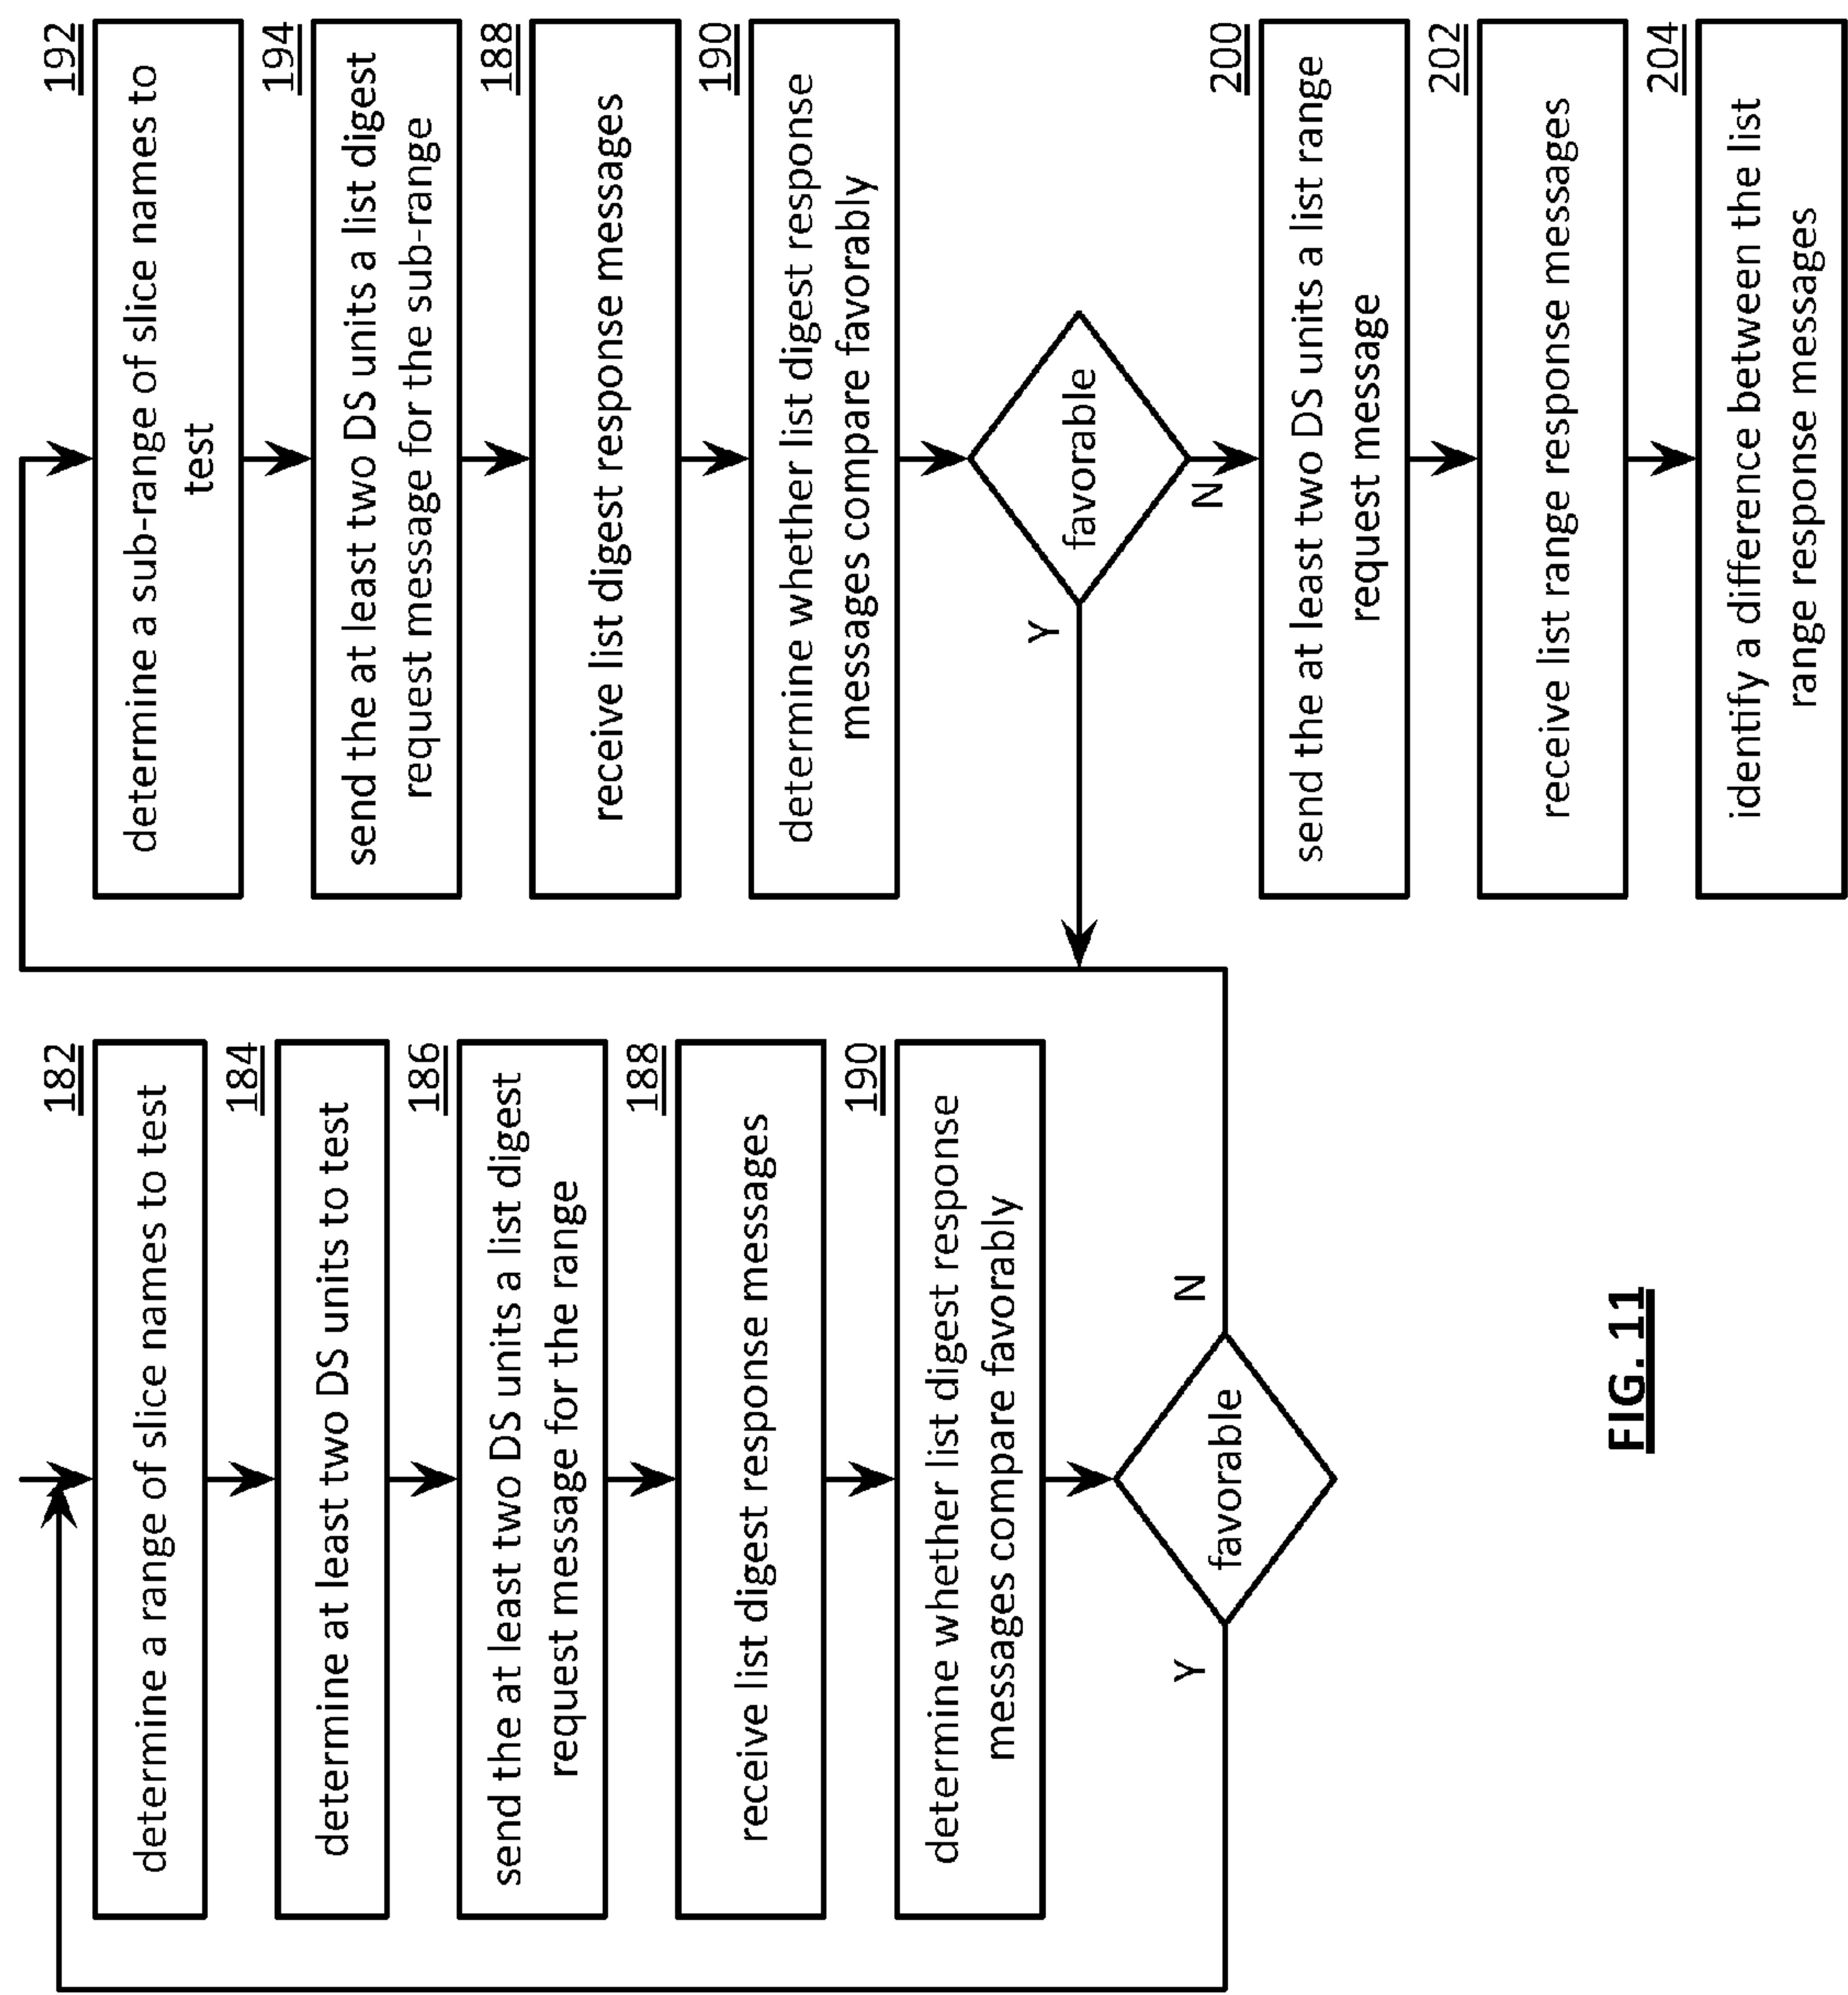 182
determine a range of slice names to test
184
determine at least two DS units to test
186
send the at least two DS units a list digest
request message for the range
188
receive list digest response messages
190
determine whether list digest response
messages compare favorably
favorable
Y
N
192
determine a sub-range of slice names to
test
194
send the at least two DS units a list digest
request message for the sub-range
188
receive list digest response messages
190
determine whether list digest response
messages compare favorably
favorable
Y
N
200
send the at least two DS units a list range
request message
202
receive list range response messages
204
identify a difference between the list
range response messages
FIG. 11